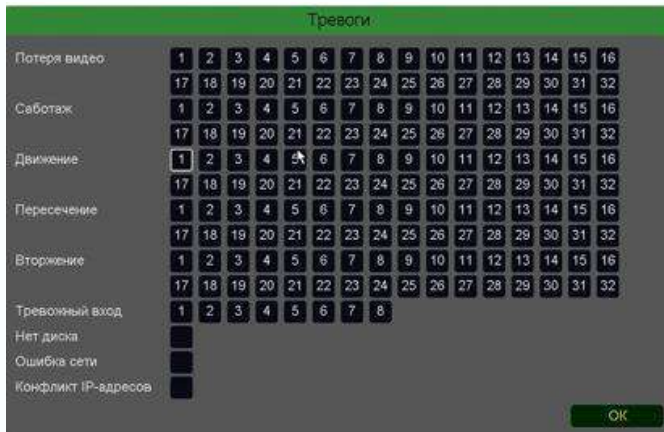 Тревоги
Потеря видео 1 2 3 4 5 6 7 8 9 10 11 12 13 14 15 16
17 18 19 20 21 22 23 24 25 26 27 28 29 30 31 32
Саботаж 1 2 3 4 5 6 7 8 9 10 11 12 13 14 15 16
17 18 19 20 21 22 23 24 25 26 27 28 29 30 31 32
Движение 1 2 3 4 5 6 7 8 9 10 11 12 13 14 15 16
17 18 19 20 21 22 23 24 25 26 27 28 29 30 31 32
Пересечение 1 2 3 4 5 6 7 8 9 10 11 12 13 14 15 16
17 18 19 20 21 22 23 24 25 26 27 28 29 30 31 32
Вторжение 1 2 3 4 5 6 7 8 9 10 11 12 13 14 15 16
17 18 19 20 21 22 23 24 25 26 27 28 29 30 31 32
Тревожный вход 1 2 3 4 5 6 7 8
Нет диска
Ошибка сети
Конфликт IP-адресов
OK